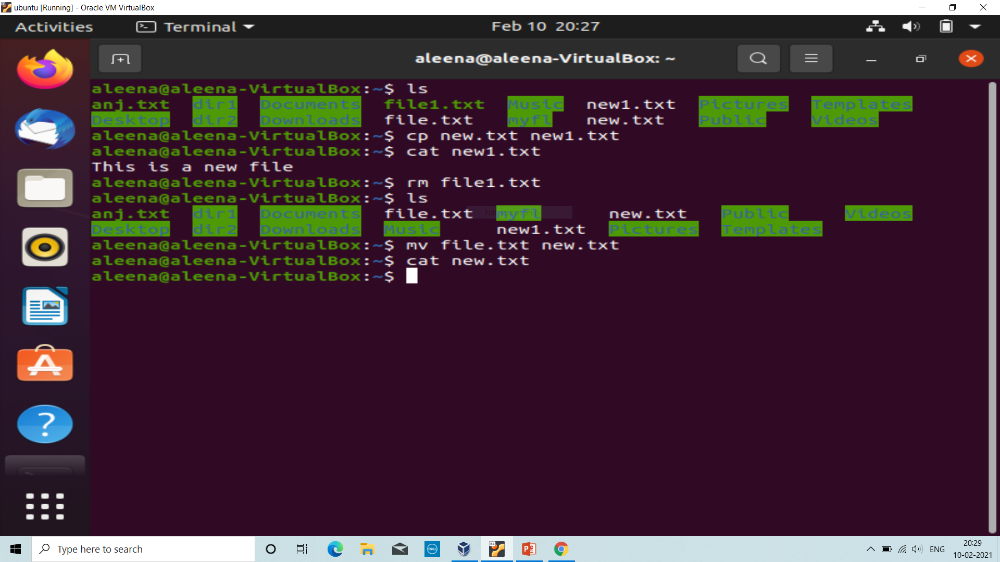 ubuntu [Running] - Oracle VM VirtualBox
Activities Terminal Feb 10 20:27
aleena@aleena-VirtualBox: ~
aleena@aleena-VirtualBox:~$ ls
anj.txt dir1 Documents file1.txt Music new1.txt Pictures Templates
Desktop dir2 Downloads file.txt myfl new.txt Public Videos
aleena@aleena-VirtualBox:~$ cp new.txt new1.txt
aleena@aleena-VirtualBox:~$ cat new1.txt
This is a new file
aleena@aleena-VirtualBox:~$ rm file1.txt
aleena@aleena-VirtualBox:~$ ls
anj.txt dir1 Documents file.txt myfl new.txt Public Videos
Desktop dir2 Downloads Music new1.txt Pictures Templates
aleena@aleena-VirtualBox:~$ mv file.txt new.txt
aleena@aleena-VirtualBox:~$ cat new.txt
aleena@aleena-VirtualBox:~$
Type here to search
DELL
64
ENG
20:29
10-02-2021